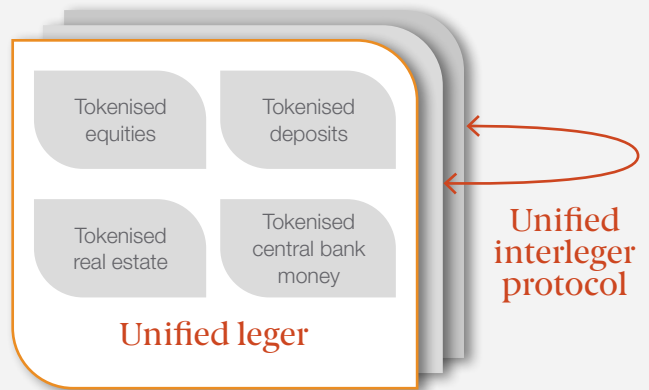 Tokenised
equities
Tokenised
deposits
Tokenised
real estate
Tokenised
central bank
money
Unified leger
Unified
interleger
protocol